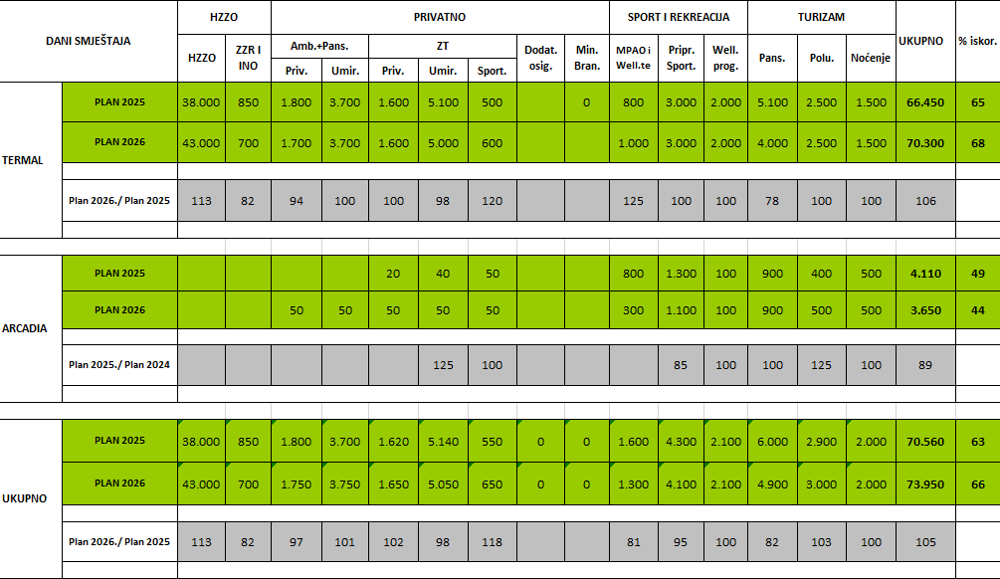 HZZO PRIVATNO SPORT I REKREACIJA TURIZAM
DANI SMJEŠTAJA HZZO ZZR I INO Amb.+Pans. ZT Dodat. osig. Min. Bran. MPAO i Well.te Pripr. Sport. Well. prog. Pans. Polu. Noćenje UKUPNO % iskor.
Priv. Umir. Priv. Umir. Sport.
PLAN 2025 38.000 850 1.800 3.700 1.600 5.100 500 0 800 3.000 2.000 5.100 2.500 1.500 66.450 65
PLAN 2026 43.000 700 1.700 3.700 1.600 5.000 600 1.000 3.000 2.000 4.000 2.500 1.500 70.300 68
TERMAL
Plan 2026./ Plan 2025 113 82 94 100 100 98 120 125 100 100 78 100 100 106
PLAN 2025 20 40 50 800 1.300 100 900 400 500 4.110 49
PLAN 2026 50 50 50 50 50 300 1.100 100 900 500 500 3.650 44
ARCADIA
Plan 2025./ Plan 2024 125 100 85 100 100 125 100 89
PLAN 2025 38.000 850 1.800 3.700 1.620 5.140 550 0 0 1.600 4.300 2.100 6.000 2.900 2.000 70.560 63
PLAN 2026 43.000 700 1.750 3.750 1.650 5.050 650 0 0 1.300 4.100 2.100 4.900 3.000 2.000 73.950 66
UKUPNO
Plan 2026./ Plan 2025 113 82 97 101 102 98 118 81 95 100 82 103 100 105